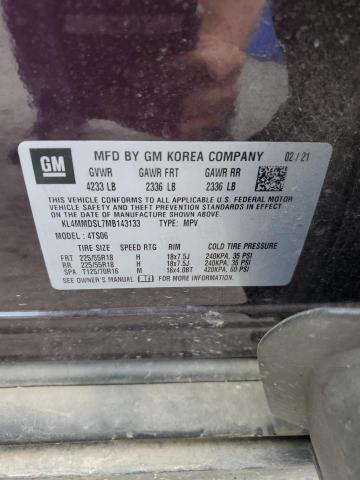 GM
MFD BY GM KOREA COMPANY 02/21
GVWR GAWR FRT GAWR RR
4233 LB 2336 LB 2336 LB
THIS VEHICLE CONFORMS TO ALL APPLICABLE U.S. FEDERAL MOTOR
VEHICLE SAFETY AND THEFT PREVENTION STANDARDS IN EFFECT
ON THE DATE OF MANUFACTURE SHOWN ABOVE.
KL4MMDSL7MB143133 TYPE: MPV
MODEL: 4TS06
TIRE SIZE SPEED RTG RIM COLD TIRE PRESSURE
FRT 225/55R18 H 18x7.5J 240KPA, 35 PSI
RR 225/55R18 H 18x7.5J 240KPA, 35 PSI
SPA T125/70R16 M 16x4.0BT 420KPA, 60 PSI
SEE OWNER'S MANUAL FOR ADDITIONAL INFORMATION.